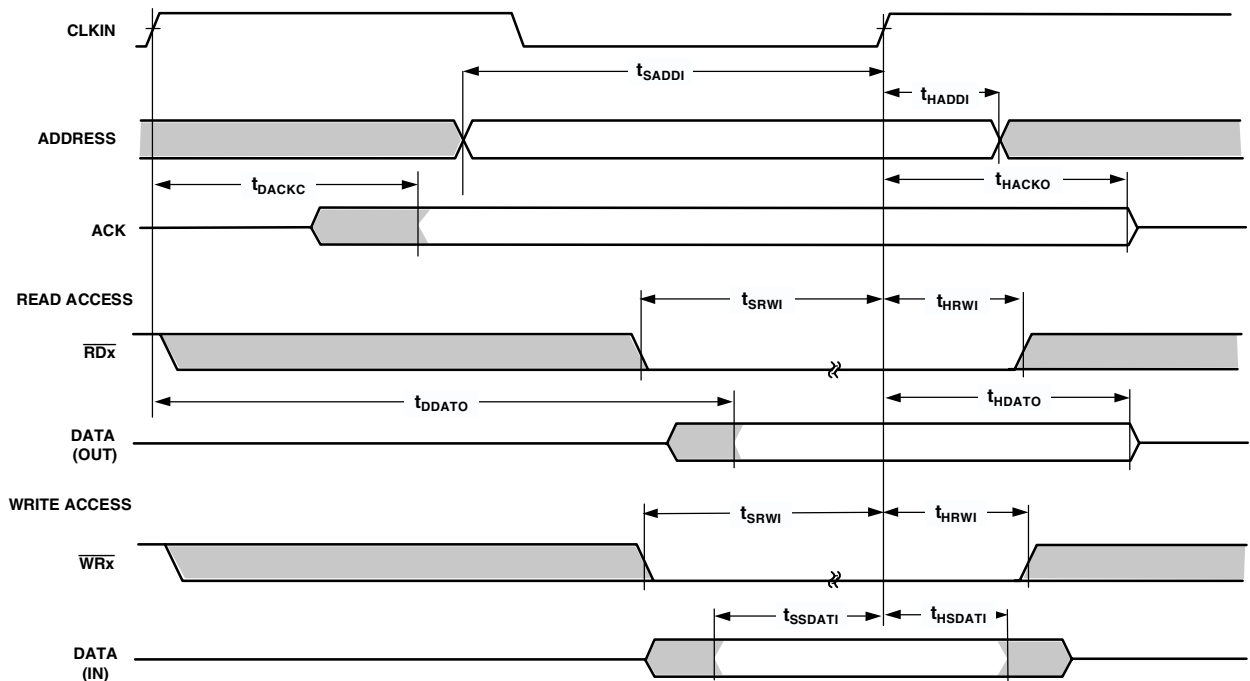 CLKIN
tSADDI
tHADDI
ADDRESS
tDACKC
tHACKO
ACK
READ ACCESS
tSRWI
tHRWI
RDx
tDDATO
tHDATO
DATA
(OUT)
WRITE ACCESS
tSRWI
tHRWI
WRx
tSSDATI
tHSDATI
DATA
(IN)